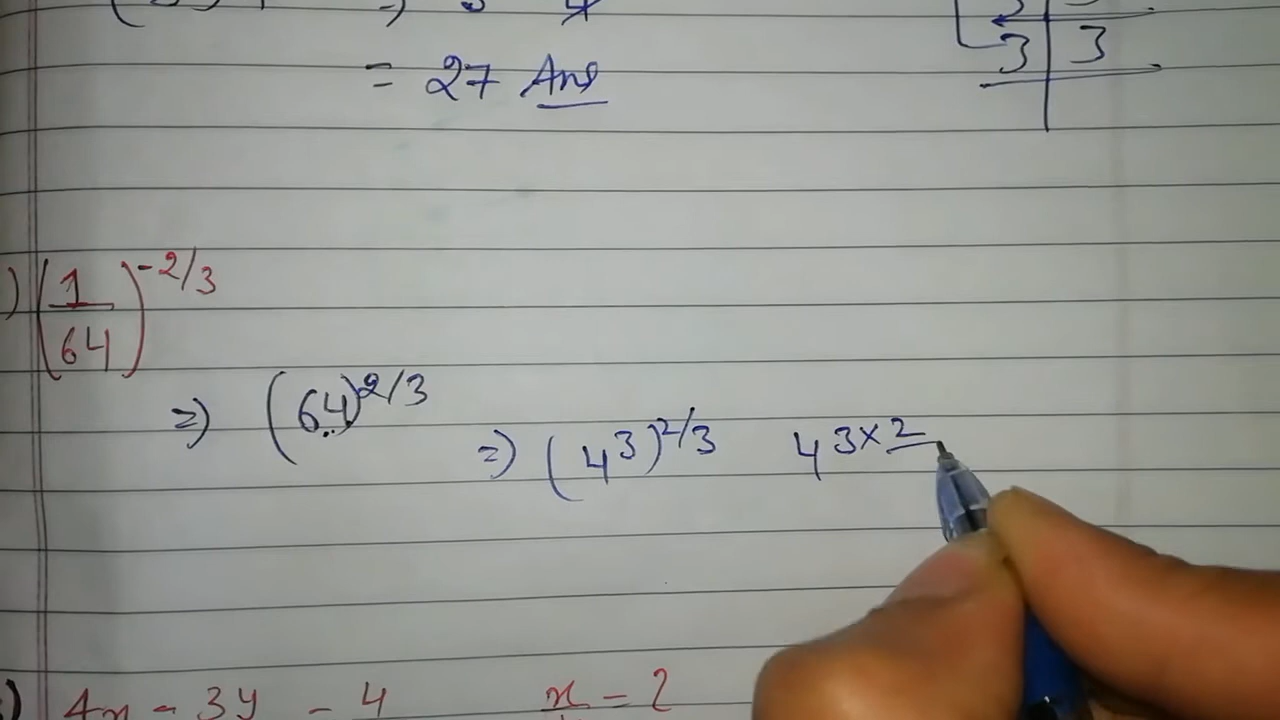 = 27 Ans
3 | 3
) (1/64)^-2/3
=) (64)^2/3
=) (4^3)^2/3 4^3×2
) 4x - 3y - 4 x = 2